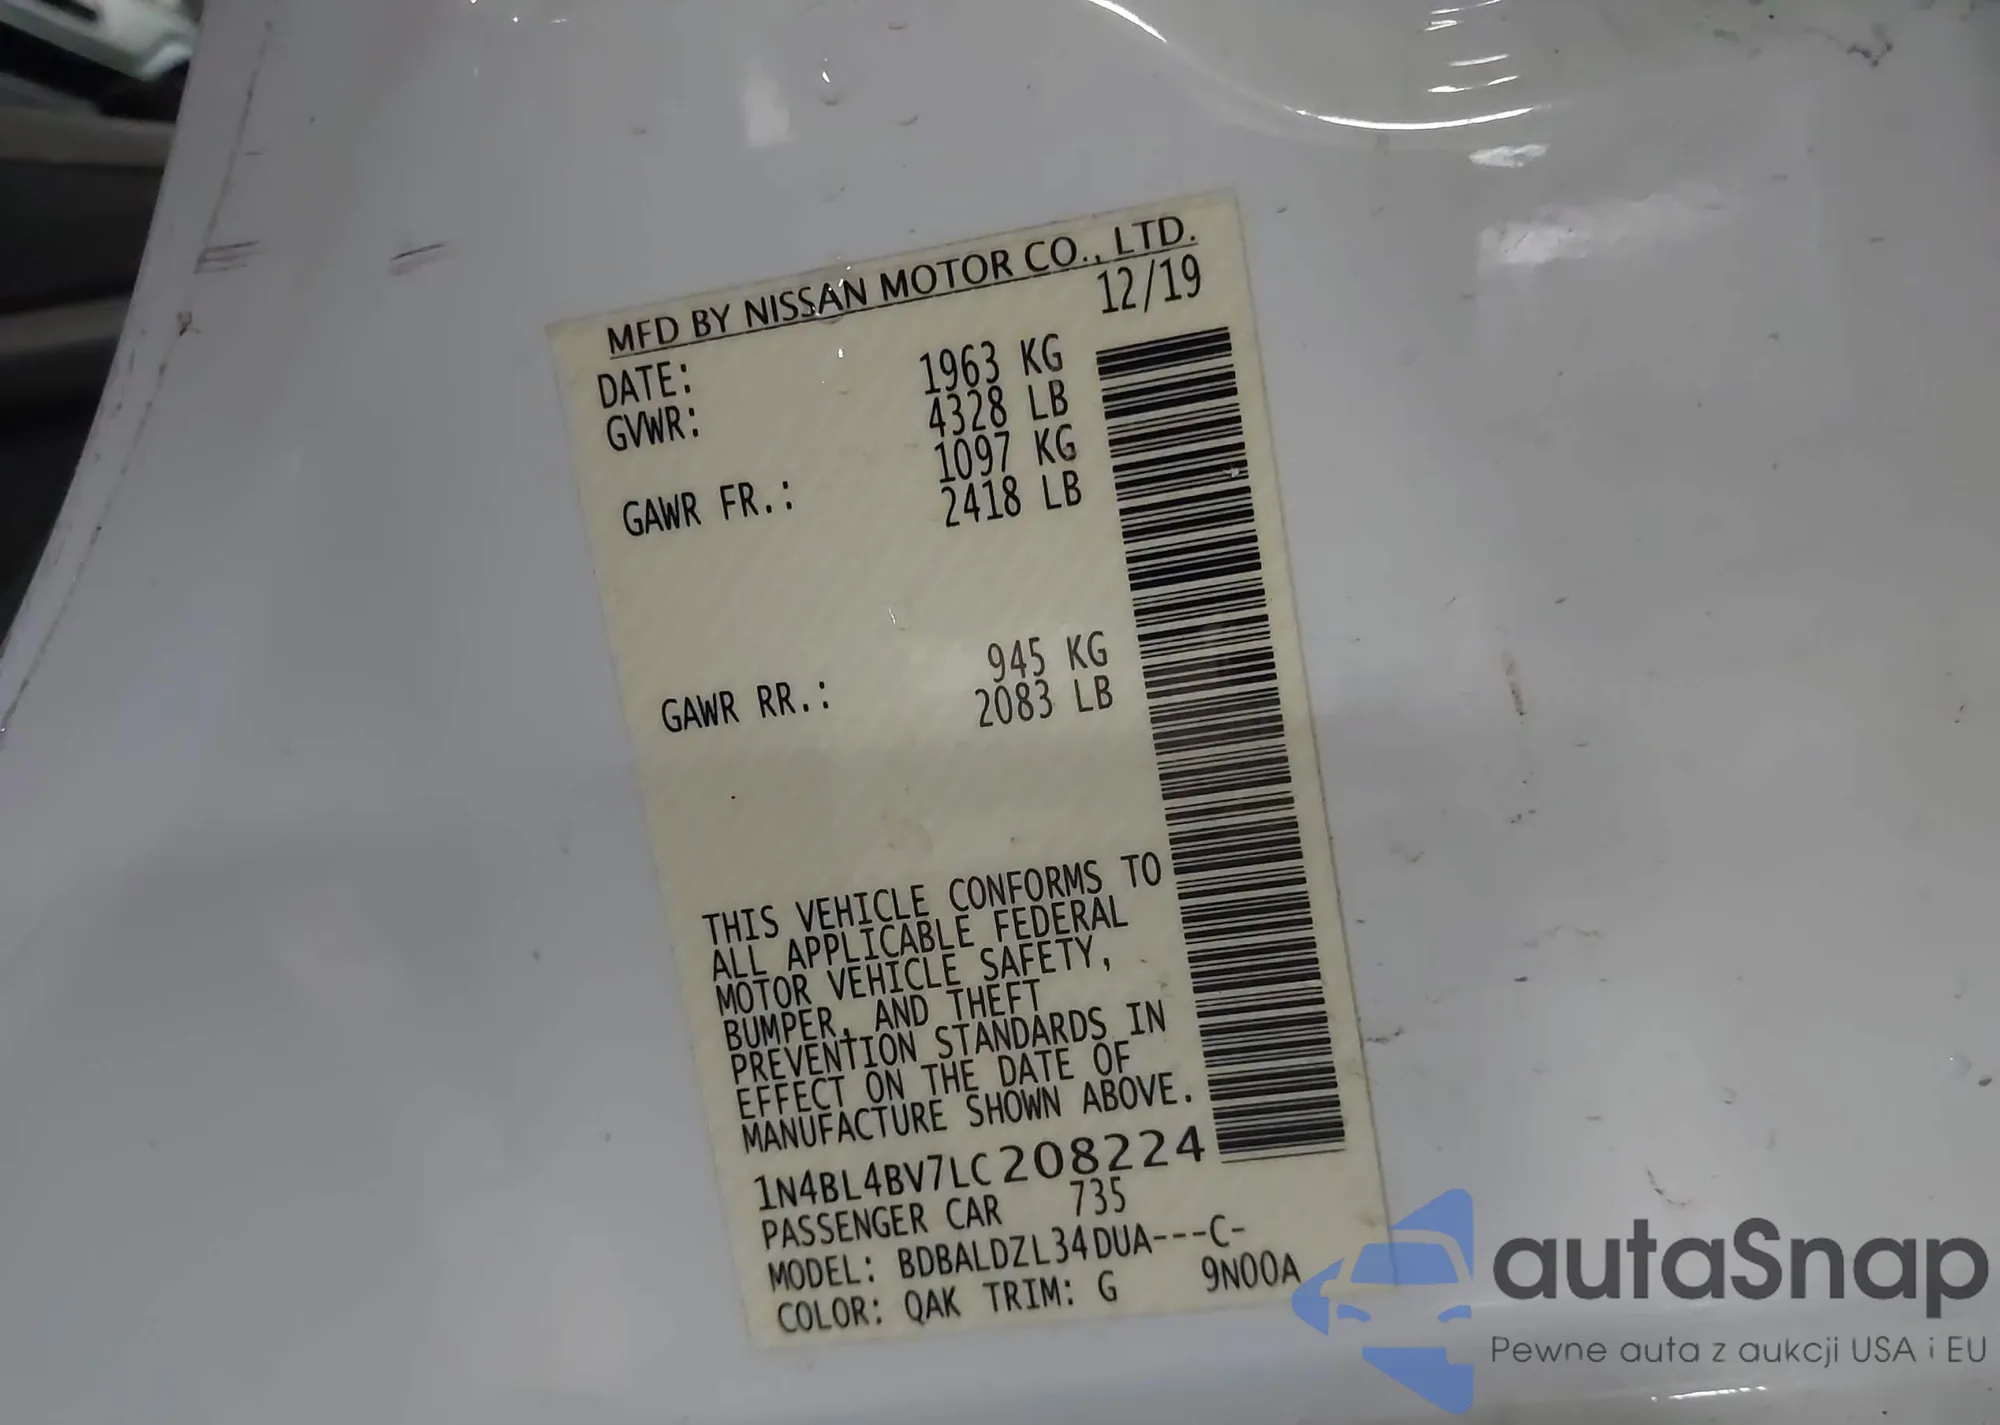 MFD BY NISSAN MOTOR CO., LTD.
DATE: 12/19
GVWR: 1963 KG
4328 LB
GAWR FR.: 1097 KG
2418 LB
GAWR RR.: 945 KG
2083 LB
THIS VEHICLE CONFORMS TO
ALL APPLICABLE FEDERAL
MOTOR VEHICLE SAFETY,
BUMPER, AND THEFT
PREVENTION STANDARDS IN
EFFECT ON THE DATE OF
MANUFACTURE SHOWN ABOVE.
1N4BL4BV7LC208224
PASSENGER CAR 735
MODEL: BDBALDZL34DUA----C-
COLOR: QAK TRIM: G 9N00A
autaSnap
Pewne auta z aukcji USA i EU